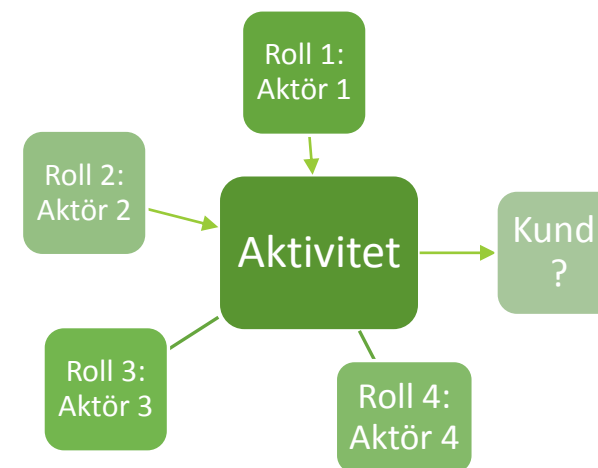 Roll 1:
Aktör 1
Roll 2:
Aktör 2
Aktivitet
Kund
?
Roll 3:
Aktör 3
Roll 4:
Aktör 4